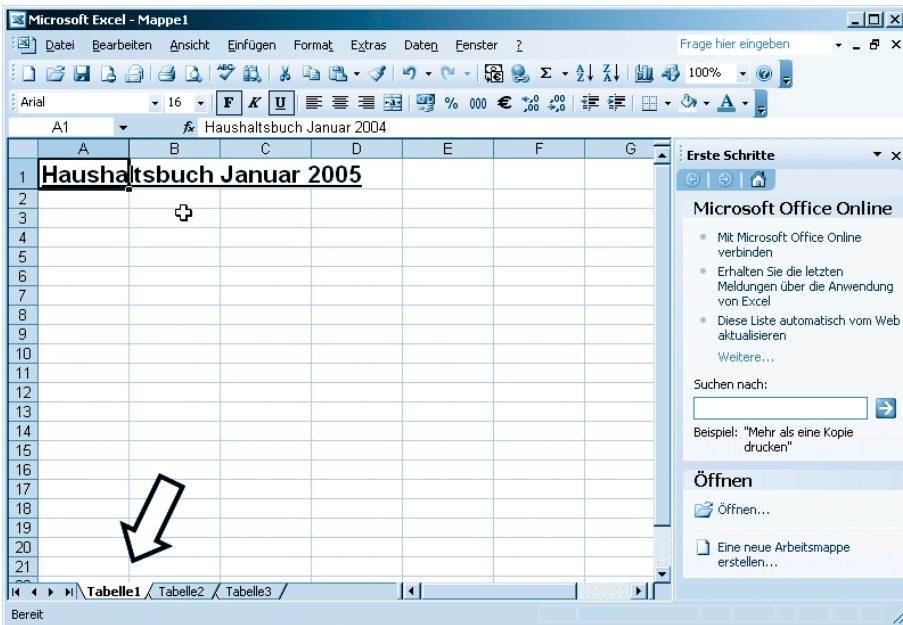 Microsoft Excel - Mappe1
Datei Bearbeiten Ansicht Einfügen Format Extras Daten Fenster ? Frage hier eingeben
100%
Arial 16 F K U % 000 €
A1 fx Haushaltsbuch Januar 2004
A B C D E F G
1 Haushaltsbuch Januar 2005
2
3
4
5
6
7
8
9
10
11
12
13
14
15
16
17
18
19
20
21
Tabelle1 Tabelle2 Tabelle3
Bereit
Erste Schritte
Microsoft Office Online
Mit Microsoft Office Online
verbinden
Erhalten Sie die letzten
Meldungen über die Anwendung
von Excel
Diese Liste automatisch vom Web
aktualisieren
Weitere...
Suchen nach:
Beispiel: "Mehr als eine Kopie
drucken"
Öffnen
Öffnen...
Eine neue Arbeitsmappe
erstellen...